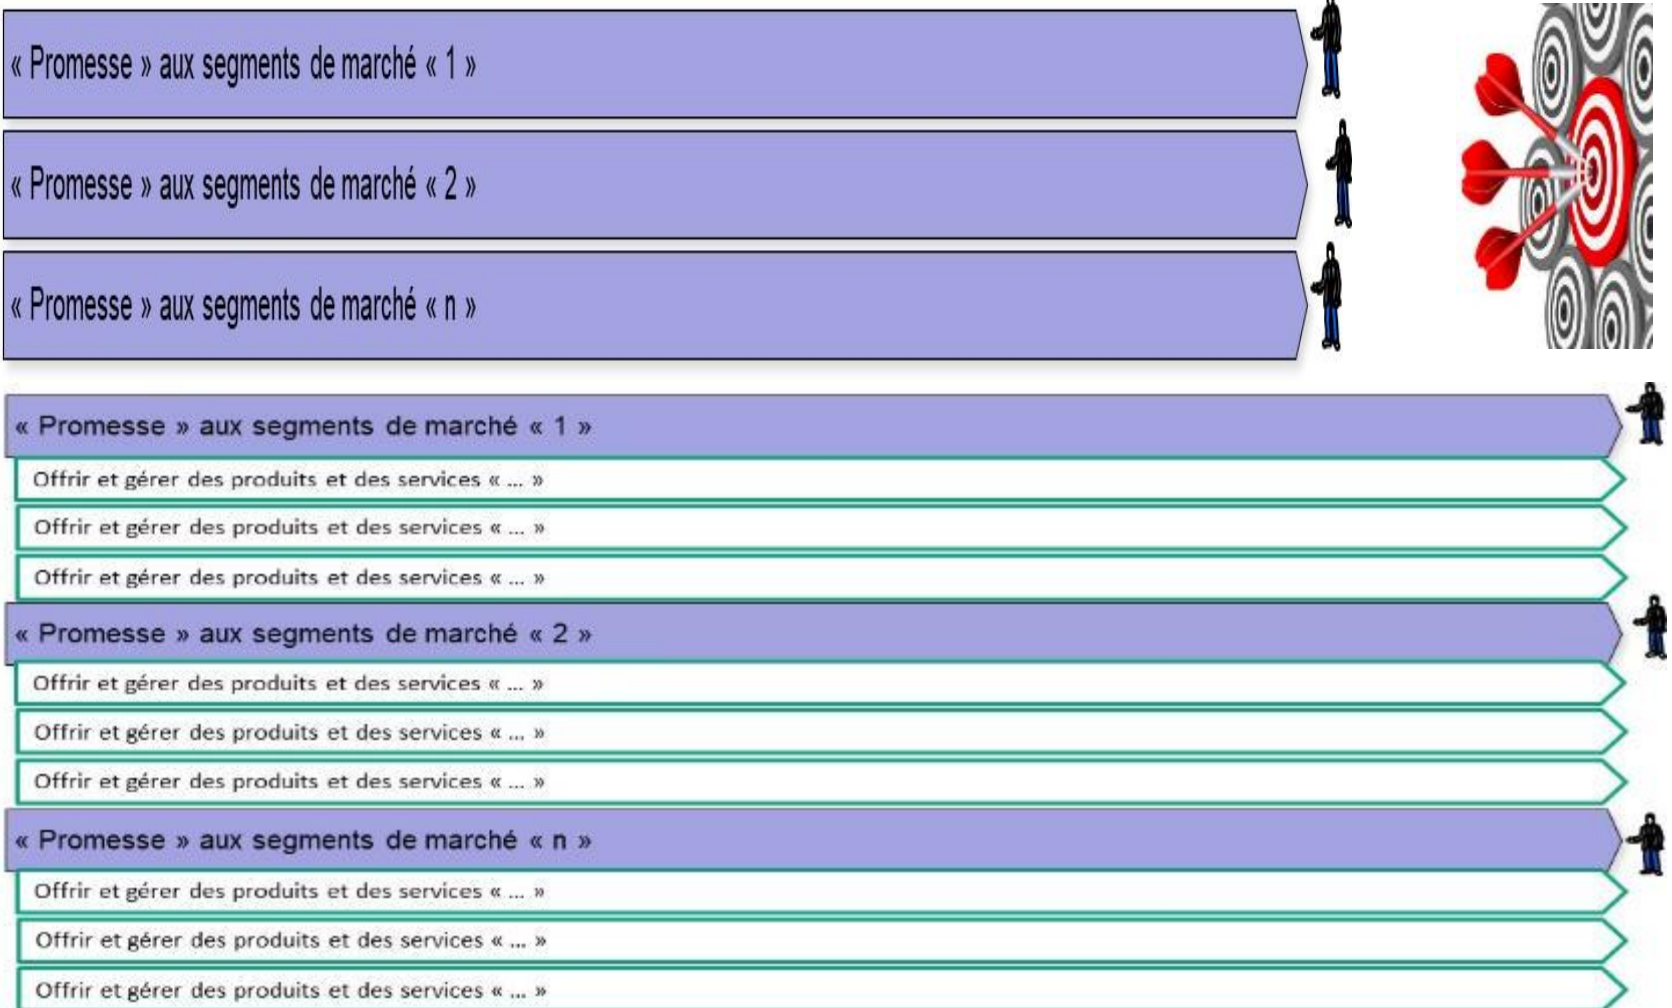 « Promesse » aux segments de marché « 1 »
« Promesse » aux segments de marché « 2 »
« Promesse » aux segments de marché « n »
« Promesse » aux segments de marché « 1 »
Offrir et gérer des produits et des services « ... »
Offrir et gérer des produits et des services « ... »
Offrir et gérer des produits et des services « ... »
« Promesse » aux segments de marché « 2 »
Offrir et gérer des produits et des services « ... »
Offrir et gérer des produits et des services « ... »
Offrir et gérer des produits et des services « ... »
« Promesse » aux segments de marché « n »
Offrir et gérer des produits et des services « ... »
Offrir et gérer des produits et des services « ... »
Offrir et gérer des produits et des services « ... »